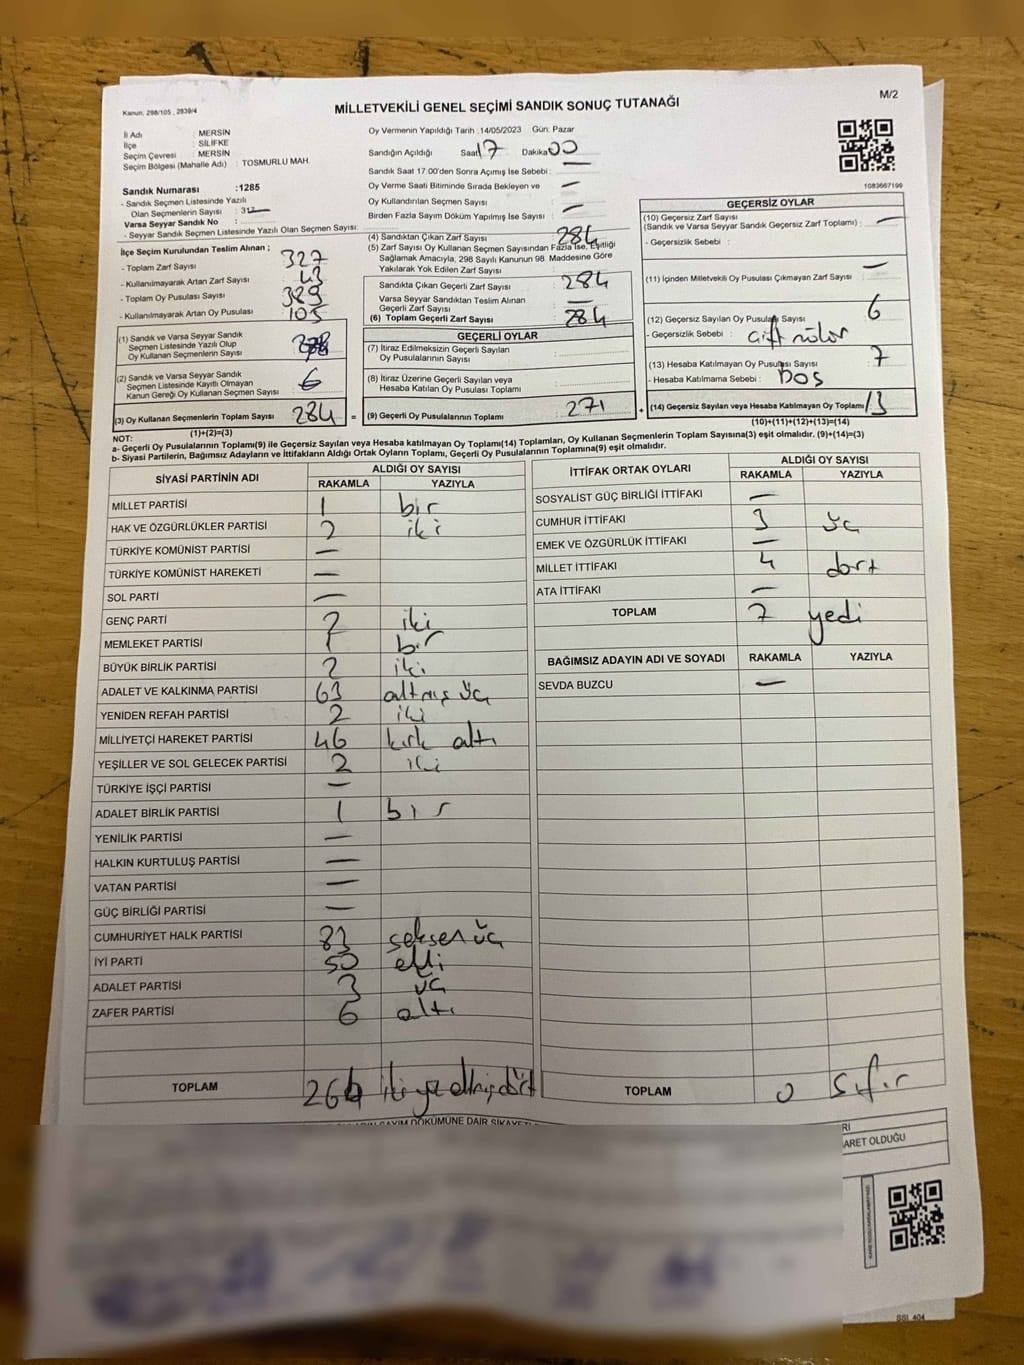 Kanun: 298/105 , 2839/4
MİLLETVEKİLİ GENEL SEÇİMİ SANDIK SONUÇ TUTANAĞI
M/2
İl Adı : MERSİN
İlçe : SİLİFKE
Seçim Çevresi : MERSİN
Seçim Bölgesi (Mahalle Adı) : TOSMURLU MAH.
Sandık Numarası :1285
- Sandık Seçmen Listesinde Yazılı
Olan Seçmenlerin Sayısı : 317
Varsa Seyyar Sandık No :
- Seyyar Sandık Seçmen Listesinde Yazılı Olan Seçmen Sayısı:
Oy Vermenin Yapıldığı Tarih :14/05/2023 Gün: Pazar
Sandığın Açıldığı Saat 17 Dakika 00
Sandık Saat 17.00'den Sonra Açımış İse Sebebi : —
Oy Verme Saati Bitiminde Sırada Bekleyen ve
Oy Kullandırılan Seçmen Sayısı : —
Birden Fazla Sayım Döküm Yapılmış İse Sayısı : —
1083667199
İlçe Seçim Kurulundan Teslim Alınan ;
- Toplam Zarf Sayısı : 327
- Kullanılmayarak Artan Zarf Sayısı : 43
- Toplam Oy Pusulası Sayısı : 389
- Kullanılmayarak Artan Oy Pusulası : 105
(1) Sandık ve Varsa Seyyar Sandık
Seçmen Listesinde Yazılı Olup
Oy Kullanan Seçmenlerin Sayısı :
(2) Sandık ve Varsa Seyyar Sandık
Seçmen Listesinde Kayıtlı Olmayan
Kanun Gereği Oy Kullanan Seçmen Sayısı : 6
(3) Oy Kullanan Seçmenlerin Toplam Sayısı : 284 =
(1)+(2)=(3)
(4) Sandıktan Çıkan Zarf Sayısı : 284
(5) Zarf Sayısı Oy Kullanan Seçmen Sayısından Fazla İse, Eşitliği
Sağlamak Amacıyla; 298 Sayılı Kanunun 98. Maddesine Göre
Yakılarak Yok Edilen Zarf Sayısı :
Sandıkta Çıkan Geçerli Zarf Sayısı : 284
Varsa Seyyar Sandıktan Teslim Alınan
Geçerli Zarf Sayısı : —
(6) Toplam Geçerli Zarf Sayısı : 284
GEÇERLİ OYLAR
(7) İtiraz Edilmeksizin Geçerli Sayılan
Oy Pusulalarının Sayısı :
(8) İtiraz Üzerine Geçerli Sayılan veya
Hesaba Katılan Oy Pusulası Toplamı :
(9) Geçerli Oy Pusulalarının Toplamı : 271 +
GEÇERSİZ OYLAR
(10) Geçersiz Zarf Sayısı : —
(Sandık ve Varsa Seyyar Sandık Geçersiz Zarf Toplamı) :
- Geçersizlik Sebebi :
(11) İçinden Milletvekili Oy Pusulası Çıkmayan Zarf Sayısı : —
(12) Geçersiz Sayılan Oy Pusulası Sayısı : 6
- Geçersizlik Sebebi :
(13) Hesaba Katılmayan Oy Pusulası Sayısı : 7
- Hesaba Katılmama Sebebi : BOŞ
(14) Geçersiz Sayılan veya Hesaba Katılmayan Oy Toplamı : 13
(10)+(11)+(12)+(13)=(14)
NOT:
a- Geçerli Oy Pusulalarının Toplamı(9) ile Geçersiz Sayılan veya Hesaba katılmayan Oy Toplamı(14) Toplamları, Oy Kullanan Seçmenlerin Toplam Sayısına(3) eşit olmalıdır. (9)+(14)=(3)
b- Siyasi Partilerin, Bağımsız Adayların ve İttifakların Aldığı Ortak Oyların Toplamı, Geçerli Oy Pusulalarının Toplamına(9) eşit olmalıdır.
SİYASİ PARTİNİN ADI ALDIĞI OY SAYISI
RAKAMLA YAZIYLA
MİLLET PARTİSİ 1 bir
HAK VE ÖZGÜRLÜKLER PARTİSİ 2 iki
TÜRKİYE KOMÜNİST PARTİSİ —
TÜRKİYE KOMÜNİST HAREKETİ —
SOL PARTİ —
GENÇ PARTİ 2 iki
MEMLEKET PARTİSİ 1 bir
BÜYÜK BİRLİK PARTİSİ 2 iki
ADALET VE KALKINMA PARTİSİ 63 altmış üç
YENİDEN REFAH PARTİSİ 2 iki
MİLLİYETÇİ HAREKET PARTİSİ 46 kırk altı
YEŞİLLER VE SOL GELECEK PARTİSİ 2 iki
TÜRKİYE İŞÇİ PARTİSİ —
ADALET BİRLİK PARTİSİ 1 bir
YENİLİK PARTİSİ —
HALKIN KURTULUŞ PARTİSİ —
VATAN PARTİSİ —
GÜÇ BİRLİĞİ PARTİSİ —
CUMHURİYET HALK PARTİSİ 83 seksen üç
İYİ PARTİ 50 elli
ADALET PARTİSİ 3 üç
ZAFER PARTİSİ 6 altı
TOPLAM 264 iki yüz altmış dört
İTTİFAK ORTAK OYLARI ALDIĞI OY SAYISI
RAKAMLA YAZIYLA
SOSYALİST GÜÇ BİRLİĞİ İTTİFAKI —
CUMHUR İTTİFAKI 3 üç
EMEK VE ÖZGÜRLÜK İTTİFAKI —
MİLLET İTTİFAKI 4 dört
ATA İTTİFAKI —
TOPLAM 7 yedi
BAĞIMSIZ ADAYIN ADI VE SOYADI RAKAMLA YAZIYLA
SEVDA BUZCU —
TOPLAM 0 sıfır
SAYIM DÖKÜMÜNE DAİR ŞİKAYET
ARET OLDUĞU
SSİ 404